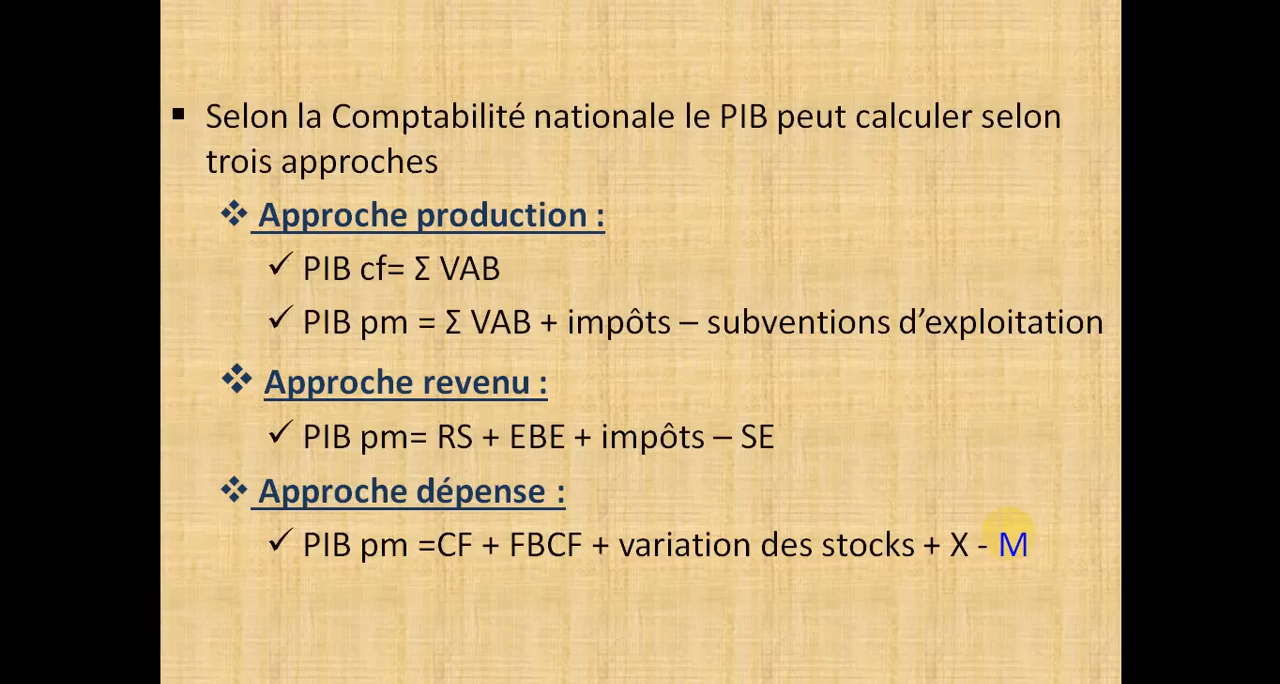 ▪ Selon la Comptabilité nationale le PIB peut calculer selon
trois approches
❖ Approche production :
✓ PIB cf= Σ VAB
✓ PIB pm = Σ VAB + impôts – subventions d’exploitation
❖ Approche revenu :
✓ PIB pm= RS + EBE + impôts – SE
❖ Approche dépense :
✓ PIB pm =CF + FBCF + variation des stocks + X - M